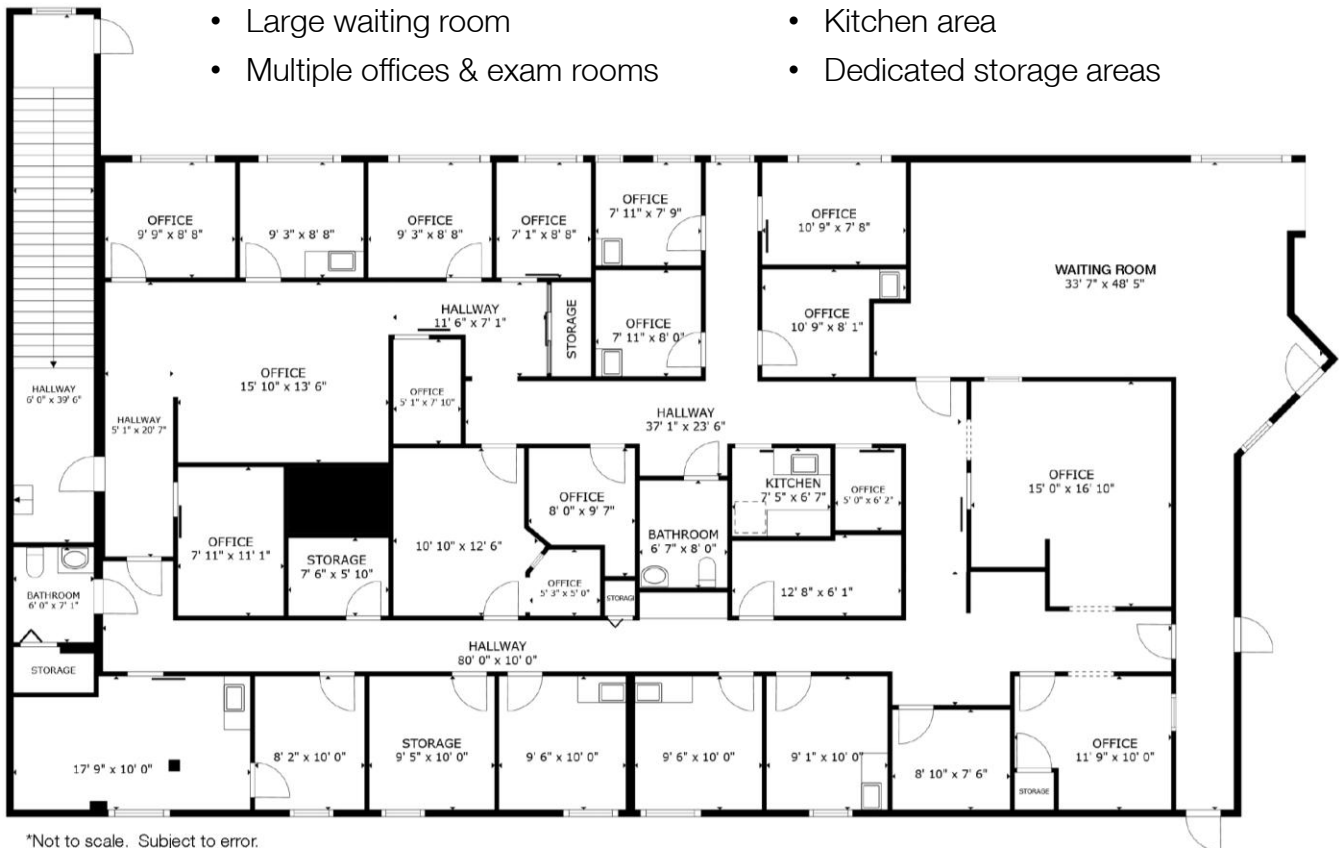 • Large waiting room
• Multiple offices & exam rooms
• Kitchen area
• Dedicated storage areas
OFFICE
9' 9" x 8' 8"
9' 3" x 8' 8"
OFFICE
9' 3" x 8' 8"
OFFICE
7' 1" x 8' 8"
OFFICE
7' 11" x 7' 9"
OFFICE
10' 9" x 7' 8"
WAITING ROOM
33' 7" x 48' 5"
HALLWAY
11' 6" x 7' 1"
STORAGE
OFFICE
7' 11" x 8' 0"
OFFICE
10' 9" x 8' 1"
OFFICE
15' 10" x 13' 6"
OFFICE
5' 1" x 7' 10"
HALLWAY
6' 0" x 39' 6"
HALLWAY
5' 1" x 20' 7"
HALLWAY
37' 1" x 23' 6"
OFFICE
15' 0" x 16' 10"
OFFICE
7' 11" x 11' 1"
STORAGE
7' 6" x 5' 10"
10' 10" x 12' 6"
OFFICE
8' 0" x 9' 7"
OFFICE
5' 3" x 5' 0"
STORAGE
BATHROOM
6' 7" x 8' 0"
KITCHEN
7' 5" x 6' 7"
OFFICE
5' 0" x 6' 2"
12' 8" x 6' 1"
BATHROOM
6' 0" x 7' 1"
STORAGE
HALLWAY
80' 0" x 10' 0"
17' 9" x 10' 0"
8' 2" x 10' 0"
STORAGE
9' 5" x 10' 0"
9' 6" x 10' 0"
9' 6" x 10' 0"
9' 1" x 10' 0"
8' 10" x 7' 6"
OFFICE
11' 9" x 10' 0"
STORAGE
*Not to scale. Subject to error.